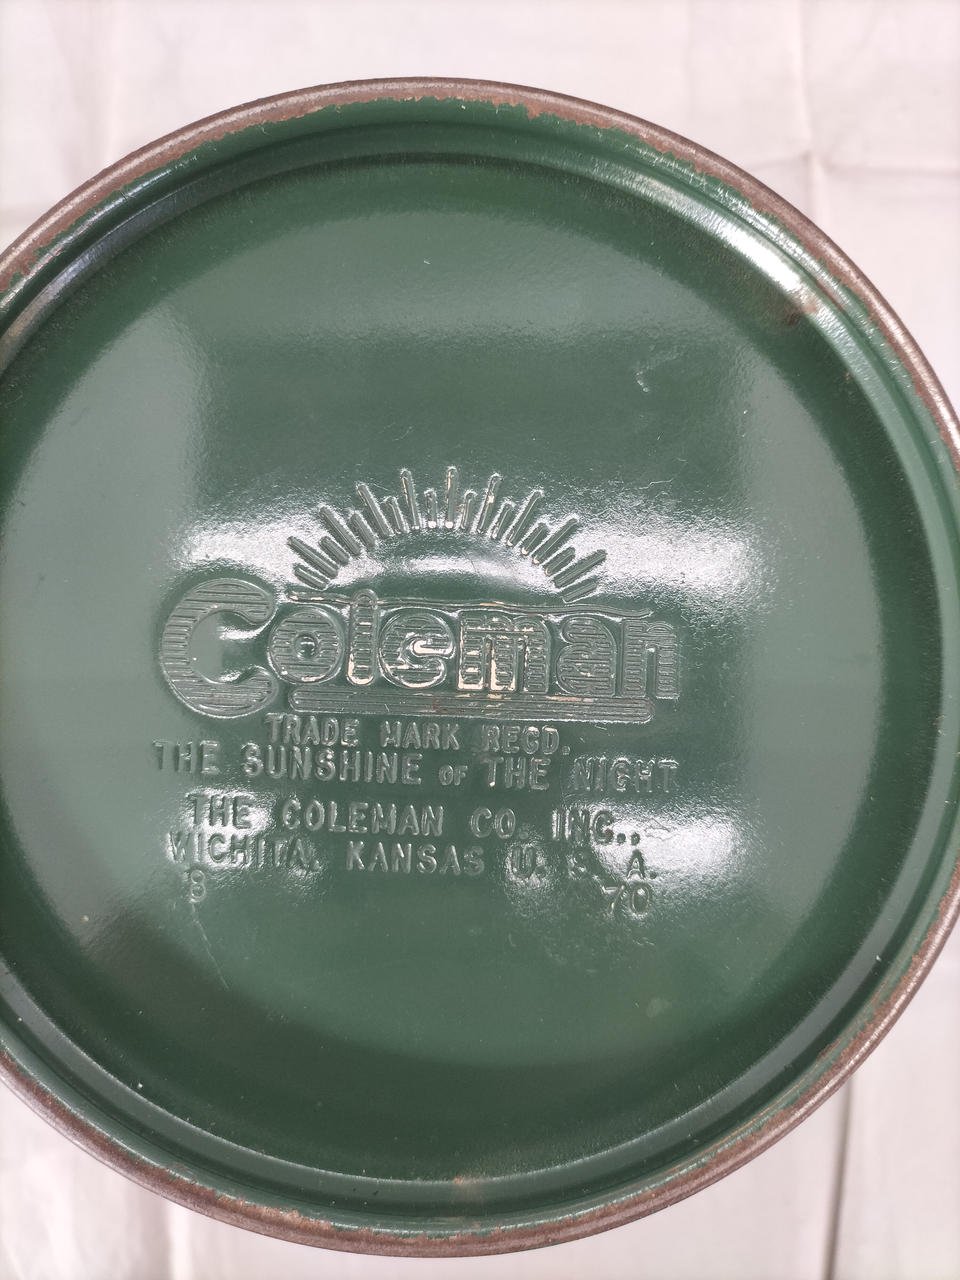 Coleman
TRADE MARK REGD.
THE SUNSHINE OF THE NIGHT
THE COLEMAN CO. INC.,
WICHITA, KANSAS U. S. A.
8 70